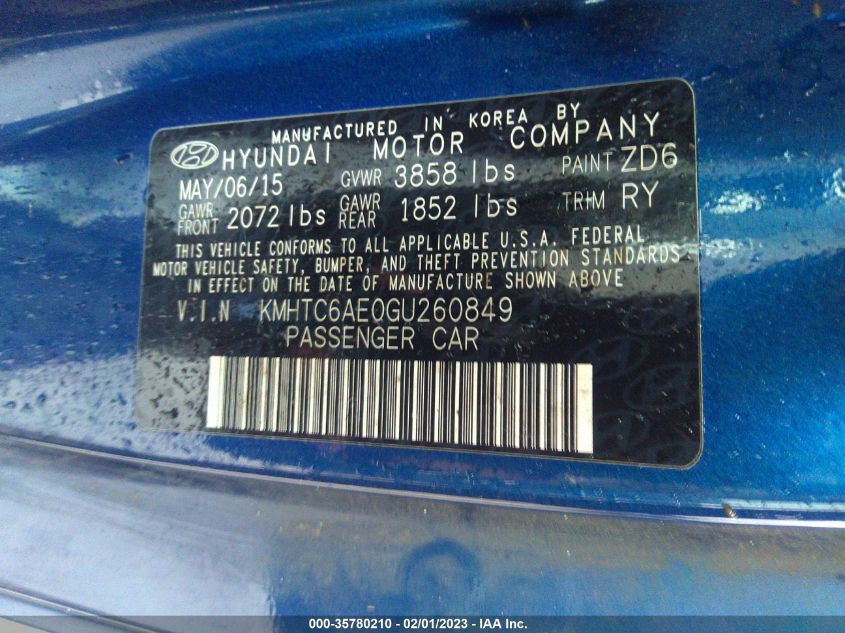 MANUFACTURED IN KOREA BY
HYUNDAI MOTOR COMPANY
MAY/06/15 GVWR 3858 lbs PAINT ZD6
GAWR FRONT 2072 lbs GAWR REAR 1852 lbs TRIM RY
THIS VEHICLE CONFORMS TO ALL APPLICABLE U.S.A. FEDERAL
MOTOR VEHICLE SAFETY, BUMPER, AND THEFT PREVENTION STANDARDS
IN EFFECT ON THE DATE OF MANUFACTURE SHOWN ABOVE
V.I.N KMHTC6AE0GU260849
PASSENGER CAR
000-35780210 - 02/01/2023 - IAA Inc.